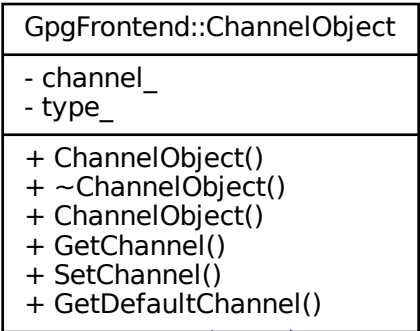 GpgFrontend::ChannelObject
- channel_
- type_
+ ChannelObject()
+ ~ChannelObject()
+ ChannelObject()
+ GetChannel()
+ SetChannel()
+ GetDefaultChannel()